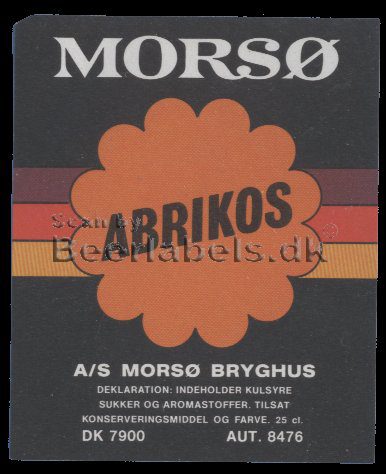 MORSØ
ABRIKOS
Scan by
Beerlabels.dk
®
A/S MORSØ BRYGHUS
DEKLARATION: INDEHOLDER KULSYRE
SUKKER OG AROMASTOFFER. TILSAT
KONSERVERINGSMIDDEL OG FARVE. 25 cl.
DK 7900 AUT. 8476